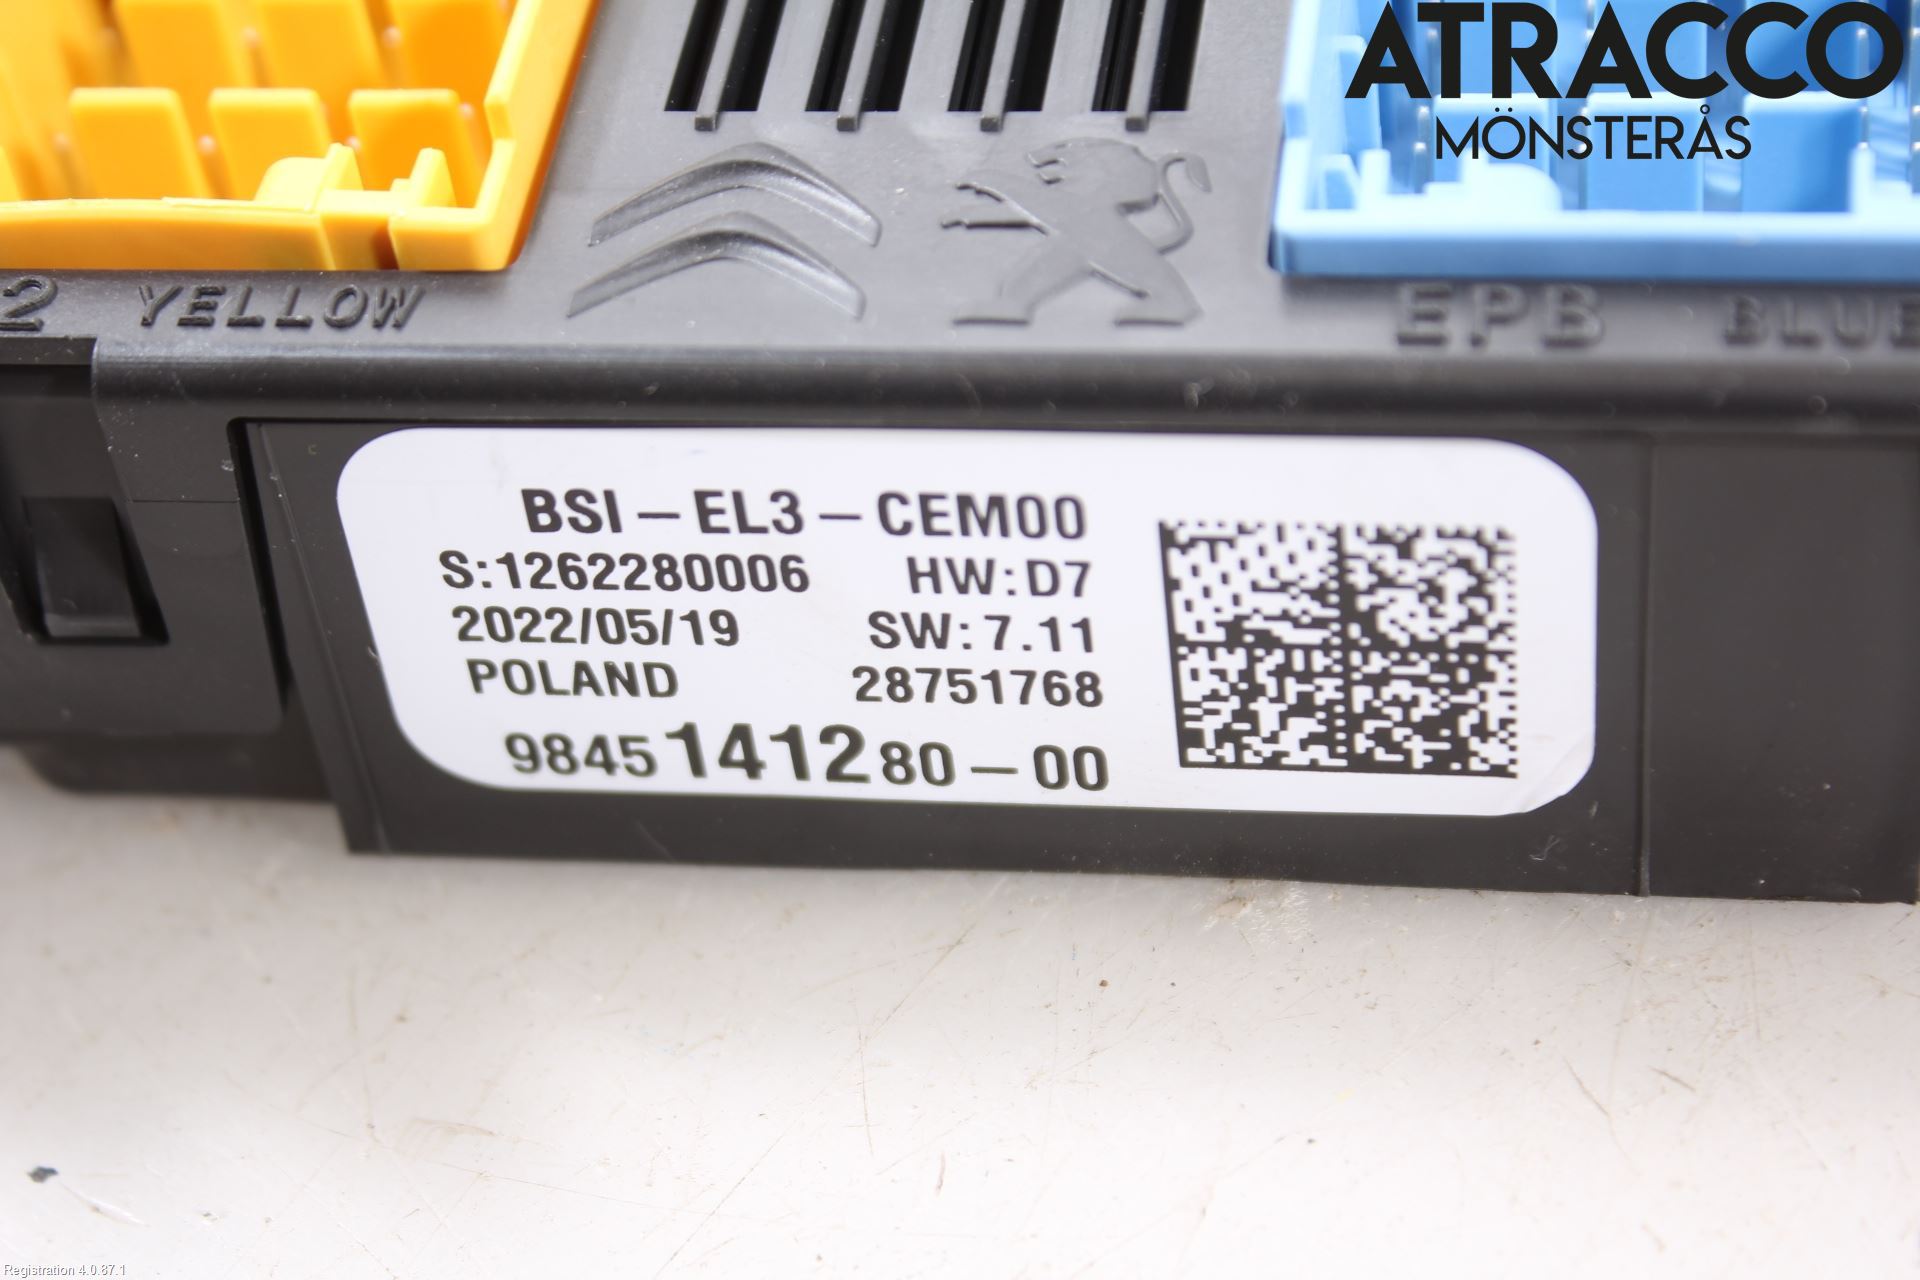 ATRACCO
MÖNSTERÅS
2 YELLOW
EPB BLUE
BSI-EL3-CEM00
S:1262280006 HW:D7
2022/05/19 SW:7.11
POLAND 28751768
9845141280-00
Registration 4.0.87.1